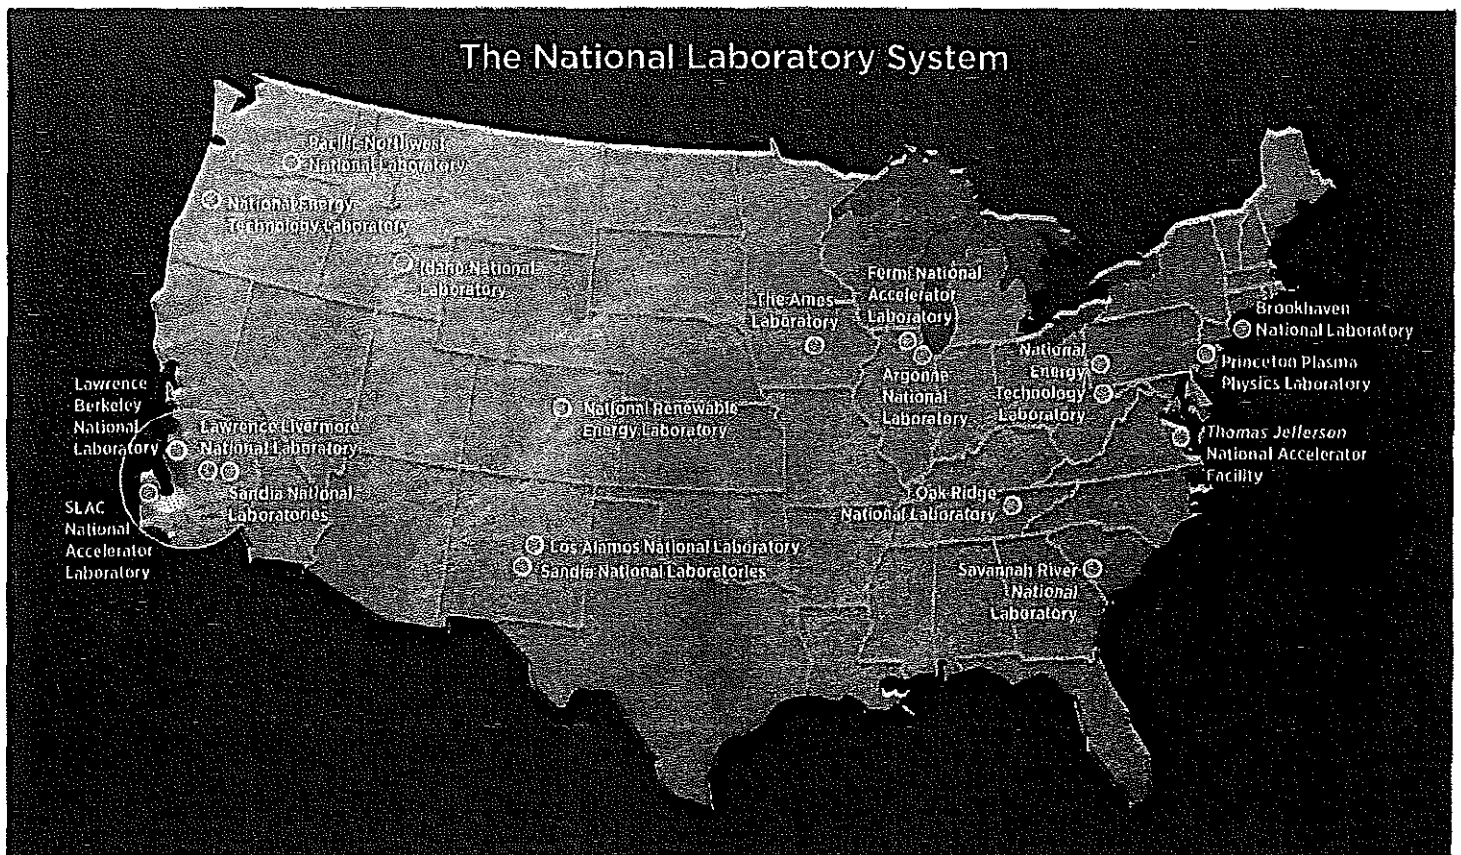 The National Laboratory System
Pacific Northwest
National Laboratory
National Energy
Technology Laboratory
Idaho National
Laboratory
The Ames
Laboratory
Fermi National
Accelerator
Laboratory
Argonne
National
Laboratory
National
Energy
Technology
Laboratory
Brookhaven
National Laboratory
Princeton Plasma
Physics Laboratory
Thomas Jefferson
National Accelerator
Facility
Lawrence
Berkeley
National
Laboratory
Lawrence Livermore
National Laboratory
Sandia National
Laboratories
SLAC
National
Accelerator
Laboratory
National Renewable
Energy Laboratory
Oak Ridge
National Laboratory
Los Alamos National Laboratory
Sandia National Laboratories
Savannah River
National
Laboratory